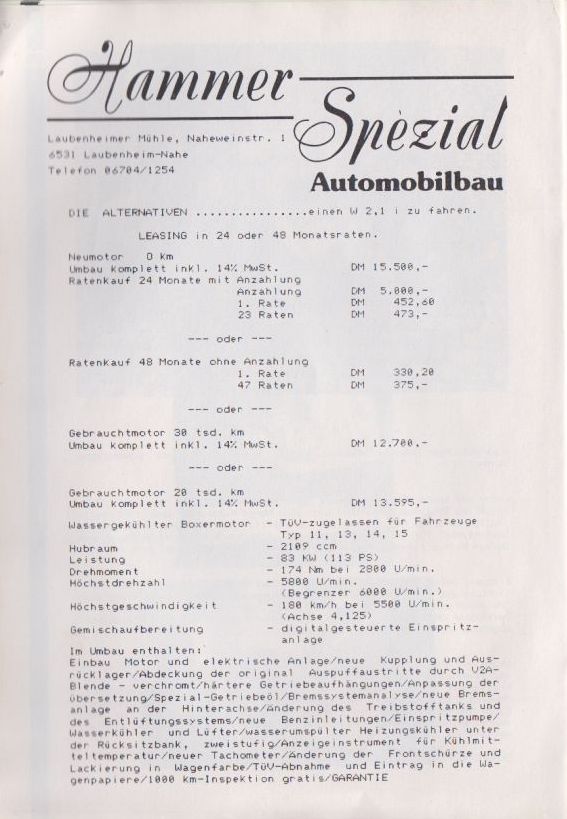 Hammer
Spèzial
Automobilbau
Laubenheimer Mühle, Naheweinstr. 1
6531 Laubenheim-Nahe
Telefon 06704/1254
DIE ALTERNATIVEN ................einen W 2,1 i zu fahren.
LEASING in 24 oder 48 Monatsraten.
Neumotor 0 km
Umbau komplett inkl. 14% MwSt. DM 15.500,-
Ratenkauf 24 Monate mit Anzahlung
Anzahlung DM 5.000,-
1. Rate DM 452,60
23 Raten DM 473,-
--- oder ---
Ratenkauf 48 Monate ohne Anzahlung
1. Rate DM 330,20
47 Raten DM 375,-
--- oder ---
Gebrauchtmotor 30 tsd. km
Umbau komplett inkl. 14% MwSt. DM 12.700,-
--- oder ---
Gebrauchtmotor 20 tsd. km
Umbau komplett inkl. 14% MwSt. DM 13.595,-
Wassergekühlter Boxermotor - TüV-zugelassen für Fahrzeuge
Typ 11, 13, 14, 15
Hubraum - 2109 ccm
Leistung - 83 KW (113 PS)
Drehmoment - 174 Nm bei 2800 U/min.
Höchstdrehzahl - 5800 U/min.
(Begrenzer 6000 U/min.)
Höchstgeschwindigkeit - 180 km/h bei 5500 U/min.
(Achse 4,125)
Gemischaufbereitung - digitalgesteuerte Einspritz-
anlage
Im Umbau enthalten:
Einbau Motor und elektrische Anlage/neue Kupplung und Aus-
rücklager/Abdeckung der original Auspuffaustritte durch V2A-
Blende - verchromt/härtere Getriebeaufhängungen/Anpassung der
übersetzung/Spezial-Getriebeöl/Bremssystemanalyse/neue Brems-
anlage an der Hinterachse/Änderung des Treibstofftanks und
des Entlüftungssystems/neue Benzinleitungen/Einspritzpumpe/
Wasserkühler und Lüfter/wasserumspülter Heizungskühler unter
der Rücksitzbank, zweistufig/Anzeigeinstrument für Kühlmit-
teltemperatur/neuer Tachometer/Änderung der Frontschürze und
Lackierung in Wagenfarbe/TüV-Abnahme und Eintrag in die Wa-
genpapiere/1000 km-Inspektion gratis/GARANTIE